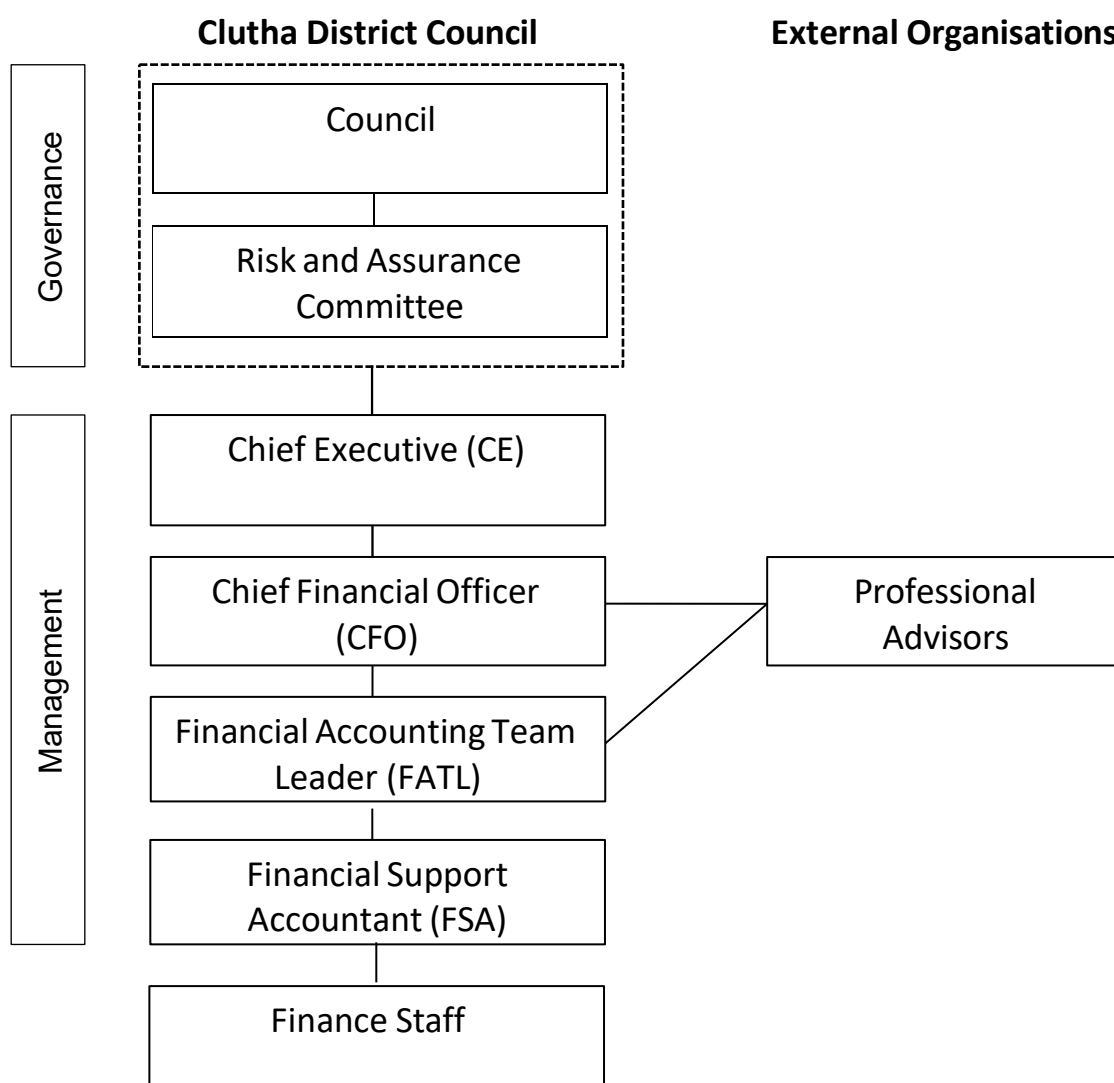 Clutha District Council
External Organisations
Governance
Council
Risk and Assurance
Committee
Management
Chief Executive (CE)
Chief Financial Officer
(CFO)
Professional
Advisors
Financial Accounting Team
Leader (FATL)
Financial Support
Accountant (FSA)
Finance Staff